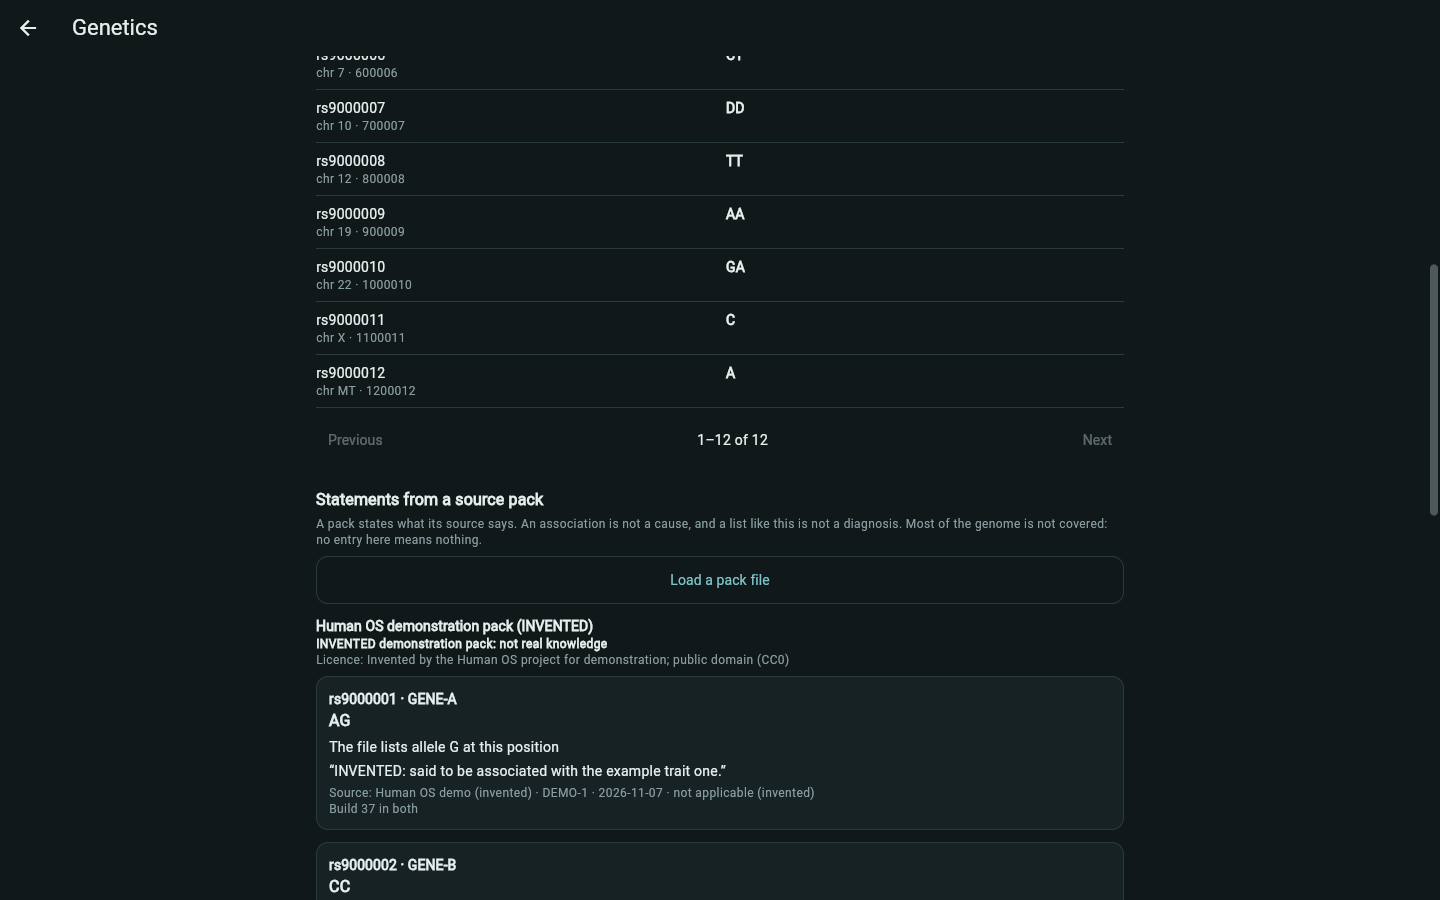 Genetics
chr 7 · 600006
rs9000007
DD
chr 10 · 700007
rs9000008
TT
chr 12 · 800008
rs9000009
AA
chr 19 · 900009
rs9000010
GA
chr 22 · 1000010
rs9000011
C
chr X · 1100011
rs9000012
A
chr MT · 1200012
Previous
1–12 of 12
Next
Statements from a source pack
A pack states what its source says. An association is not a cause, and a list like this is not a diagnosis. Most of the genome is not covered:
no entry here means nothing.
Load a pack file
Human OS demonstration pack (INVENTED)
INVENTED demonstration pack: not real knowledge
Licence: Invented by the Human OS project for demonstration; public domain (CC0)
rs9000001 · GENE-A
AG
The file lists allele G at this position
“INVENTED: said to be associated with the example trait one.”
Source: Human OS demo (invented) · DEMO-1 · 2026-11-07 · not applicable (invented)
Build 37 in both
rs9000002 · GENE-B
CC